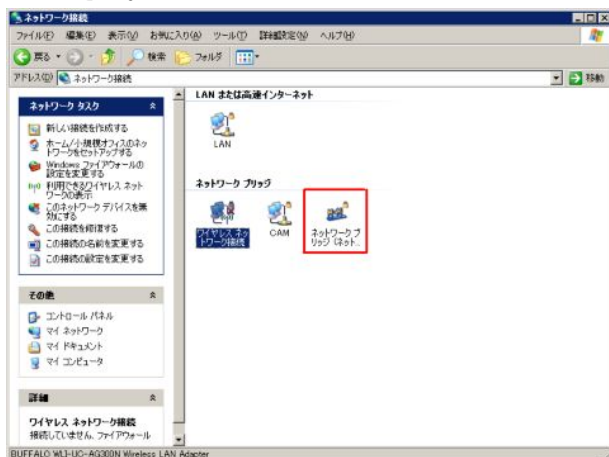 ネットワーク接続
ファイル(F) 編集(E) 表示(V) お気に入り(A) ツール(T) 詳細設定(N) ヘルプ(H)
戻る 検索 フォルダ
アドレス(D) ネットワーク接続 移動
ネットワーク タスク
新しい接続を作成する
ホーム/小規模オフィスのネッ
トワークをセットアップする
Windows ファイアウォールの
設定を変更する
利用できるワイヤレス ネット
ワークの表示
このネットワーク デバイスを無
効にする
この接続を修復する
この接続の名前を変更する
この接続の設定を変更する
その他
コントロール パネル
マイ ネットワーク
マイ ドキュメント
マイ コンピュータ
詳細
ワイヤレス ネットワーク接続
接続していません、ファイアウォール
LAN または高速インターネット
LAN
ネットワーク ブリッジ
ワイヤレス ネッ
トワーク接続
CAM
ネットワーク ブ
リッジ (ネット...
BUFFALO WLI-UC-AG300N Wireless LAN Adapter